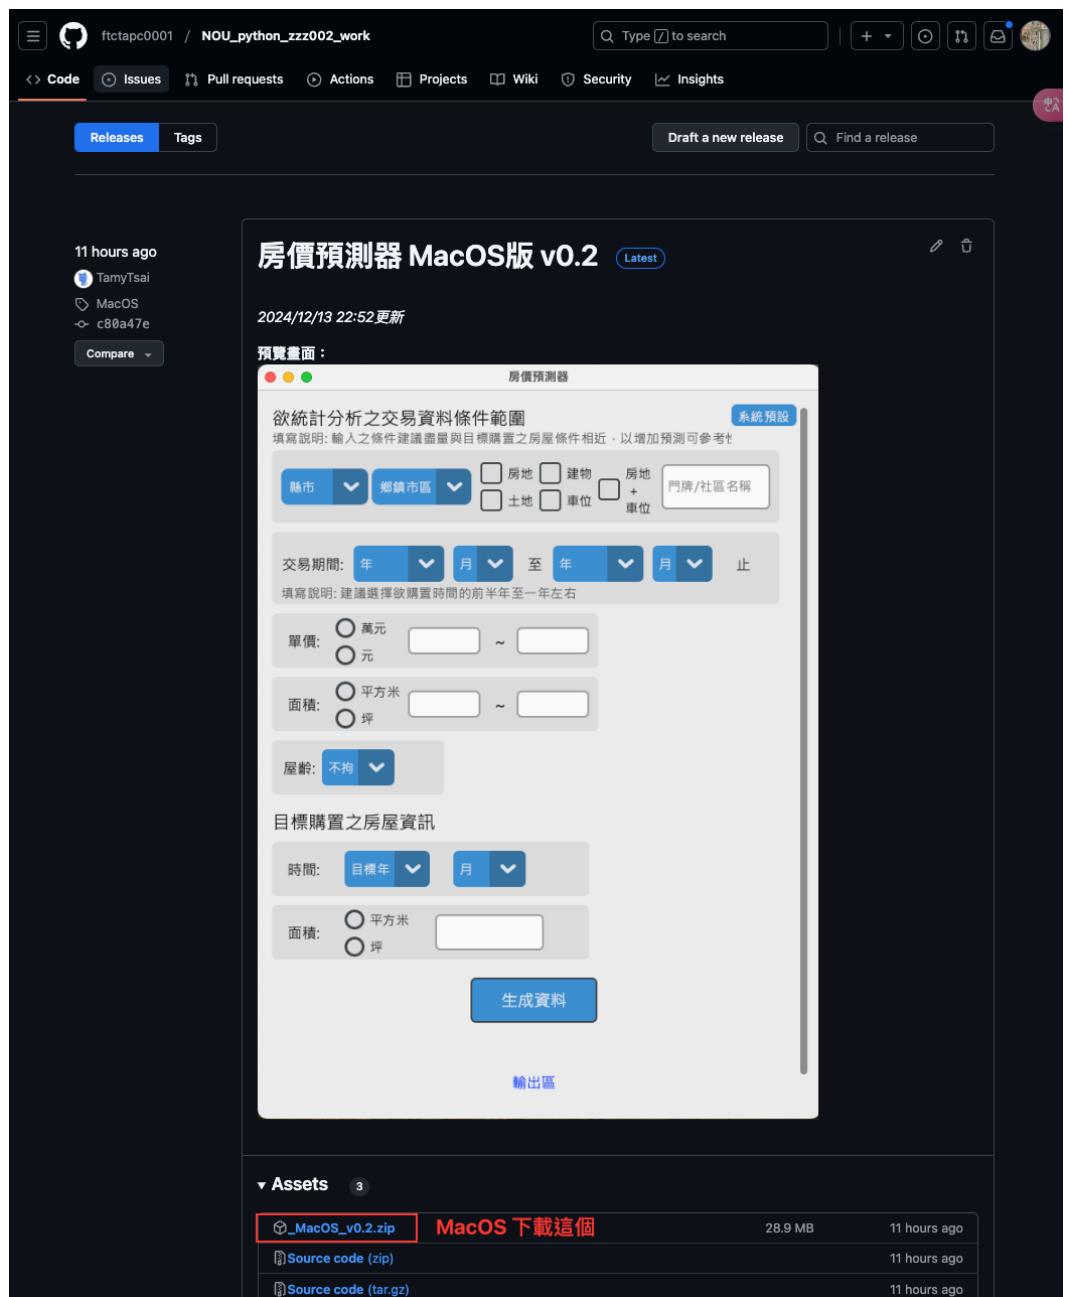 ftctapc0001 / NOU_python_zzz002_work
Type / to search
Code Issues Pull requests Actions Projects Wiki Security Insights
Releases Tags
Draft a new release
Find a release
11 hours ago
TamyTsai
MacOS
c80a47e
Compare
房價預測器 MacOS版 v0.2
Latest
2024/12/13 22:52更新
預覽畫面：
房價預測器
欲統計分析之交易資料條件範圍
系統預設
填寫說明: 輸入之條件建議盡量與目標購置之房屋條件相近，以增加預測可參考性
縣市
鄉鎮市區
房地
建物
土地
車位
房地
+
車位
門牌/社區名稱
交易期間: 年 月 至 年 月 止
填寫說明: 建議選擇欲購置時間的前半年至一年左右
單價:
萬元
元
~
面積:
平方米
坪
~
屋齡: 不拘
目標購置之房屋資訊
時間: 目標年 月
面積:
平方米
坪
生成資料
輸出區
Assets 3
_MacOS_v0.2.zip MacOS 下載這個 28.9 MB 11 hours ago
Source code (zip) 11 hours ago
Source code (tar.gz) 11 hours ago